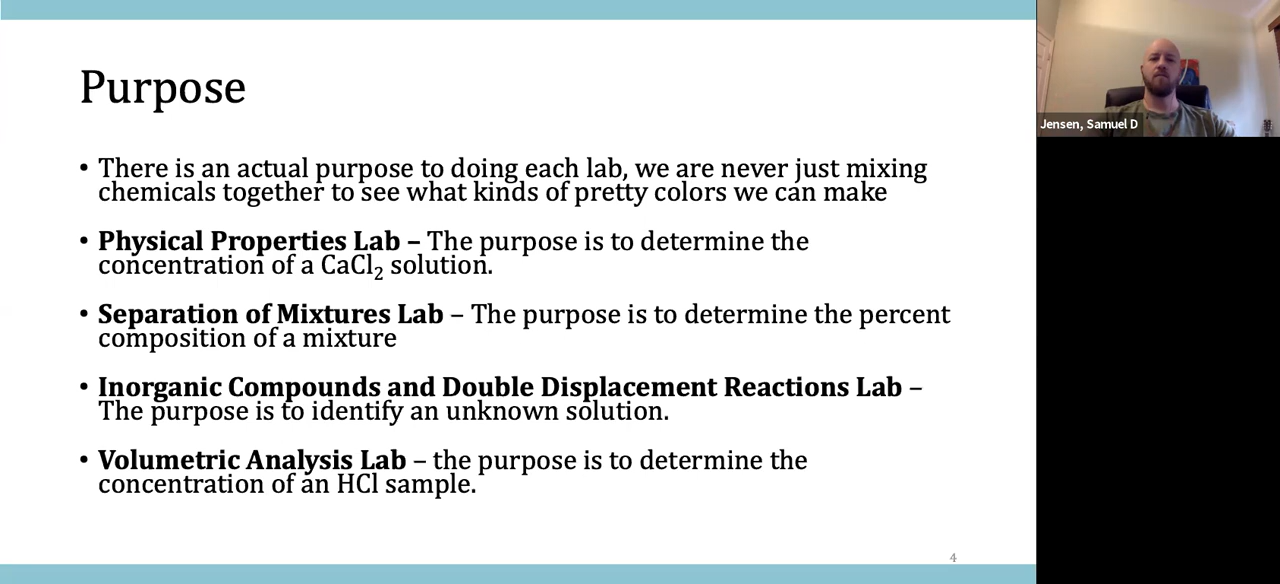 Purpose
• There is an actual purpose to doing each lab, we are never just mixing
chemicals together to see what kinds of pretty colors we can make
• Physical Properties Lab – The purpose is to determine the
concentration of a CaCl₂ solution.
• Separation of Mixtures Lab – The purpose is to determine the percent
composition of a mixture
• Inorganic Compounds and Double Displacement Reactions Lab –
The purpose is to identify an unknown solution.
• Volumetric Analysis Lab – the purpose is to determine the
concentration of an HCl sample.
4
Jensen, Samuel D